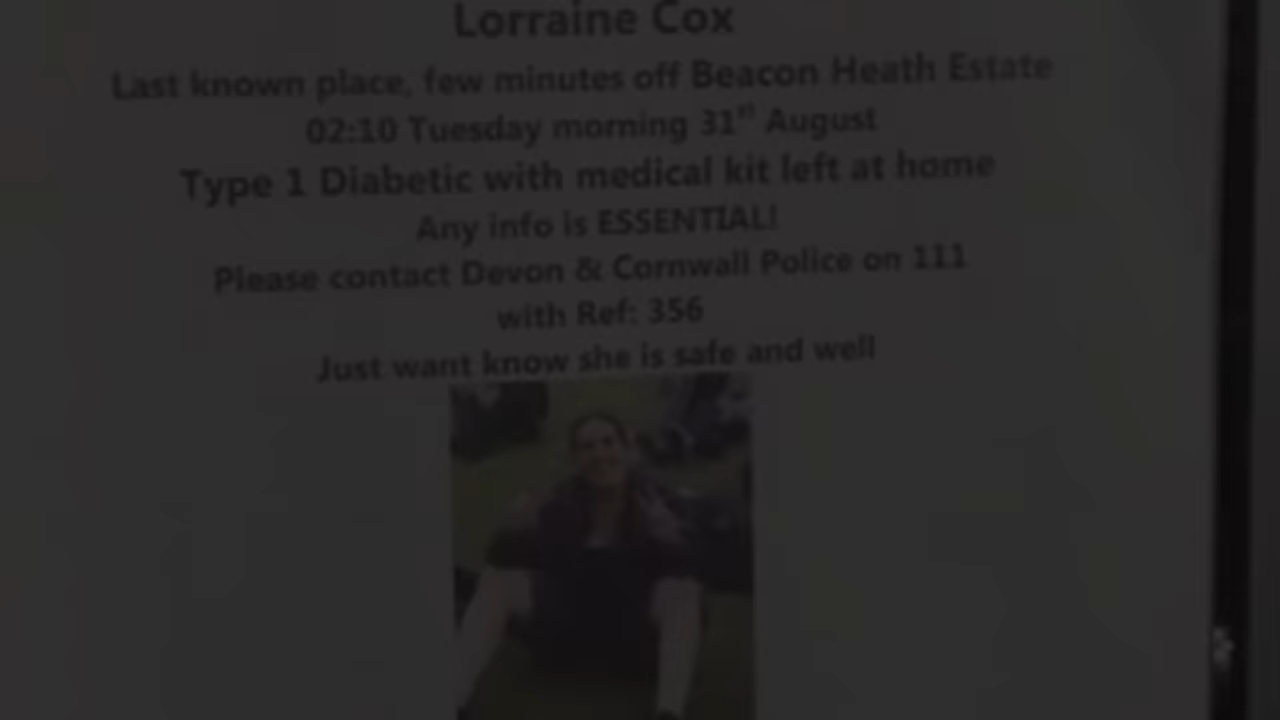 Lorraine Cox
Last known place, few minutes off Beacon Heath Estate
02:10 Tuesday morning 31st August
Type 1 Diabetic with medical kit left at home
Any info is ESSENTIAL!
Please contact Devon & Cornwall Police on 111
with Ref: 356
Just want know she is safe and well